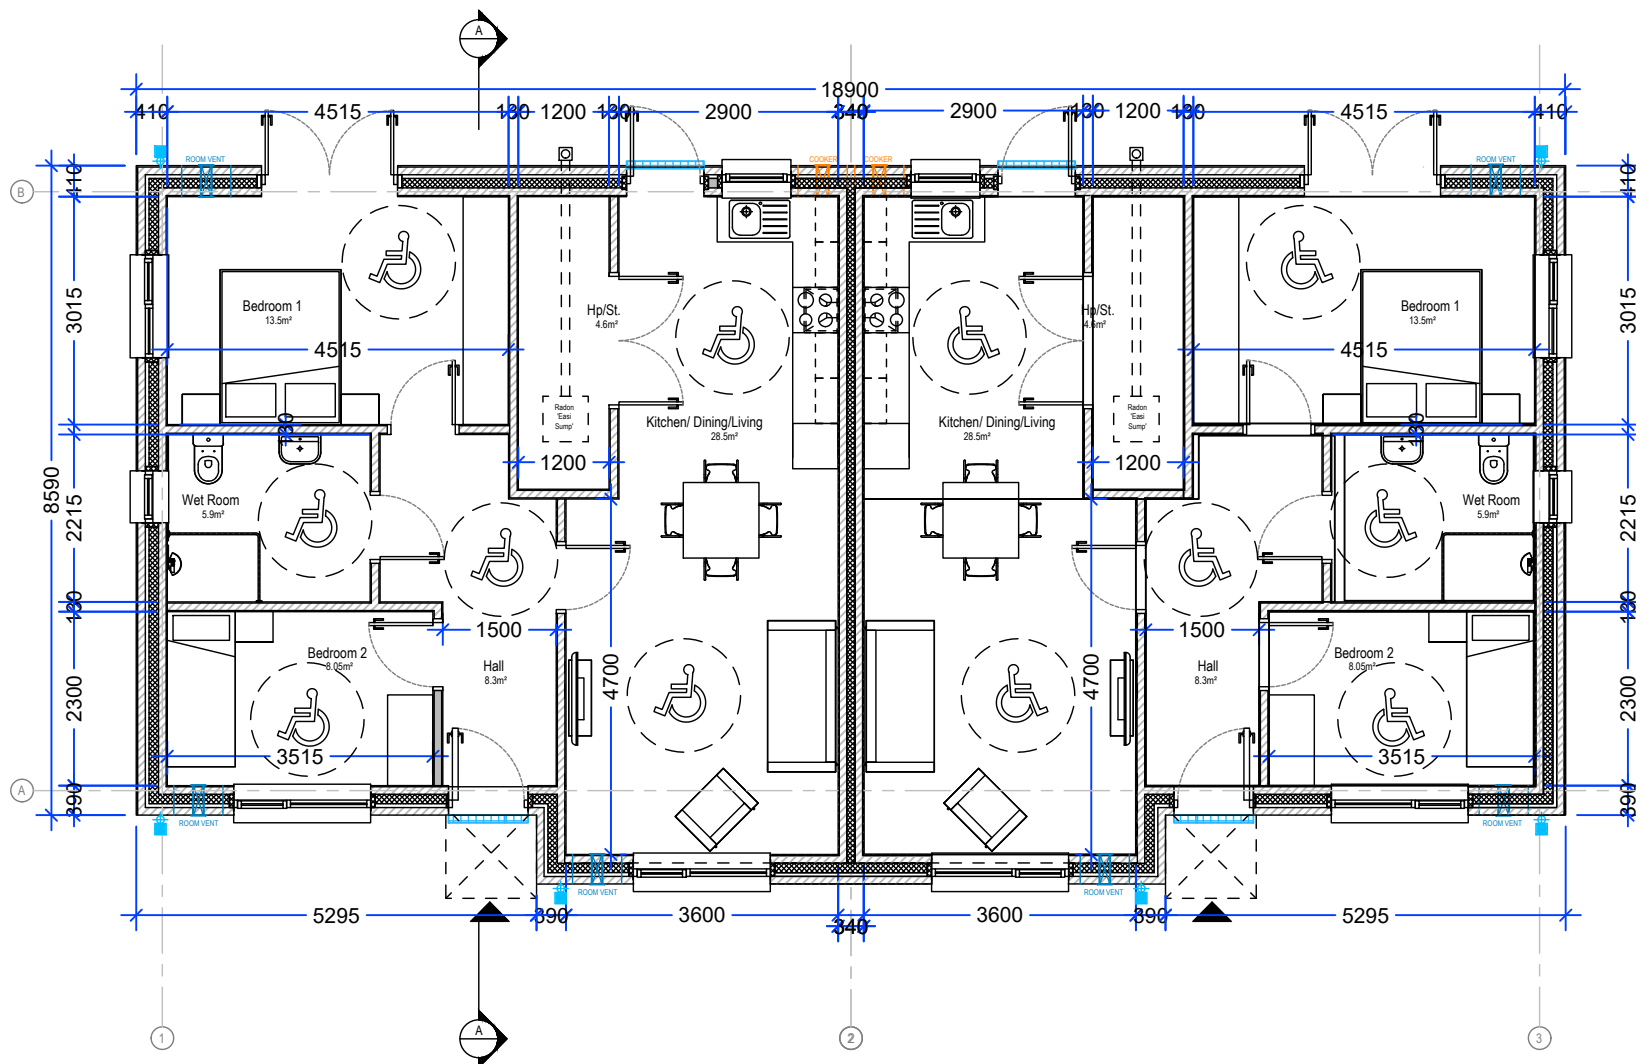 A
18900
410 4515 130 1200 130 2900 340 2900 130 1200 130 4515 410
ROOM VENT COOKER COOKER ROOM VENT
B
410 410
3015 3015
Bedroom 1 Hp/St. Hp/St. Bedroom 1
13.5m² 4.6m² 4.6m² 13.5m²
4515 4515
Radon Radon
'Easi 'Easi
Sump' Sump'
130 Kitchen/ Dining/Living Kitchen/ Dining/Living 130
28.5m² 28.5m²
1200 1200
8590
Wet Room Wet Room
5.9m² 5.9m²
2215 2215
130 130
1500 1500
Bedroom 2 Hall Hall Bedroom 2
8.05m² 8.3m² 8.3m² 8.05m²
4700 4700
2300 2300
3515 3515
A
390 390
ROOM VENT ROOM VENT
ROOM VENT ROOM VENT
5295 390 3600 340 3600 390 5295
1 A 2 3